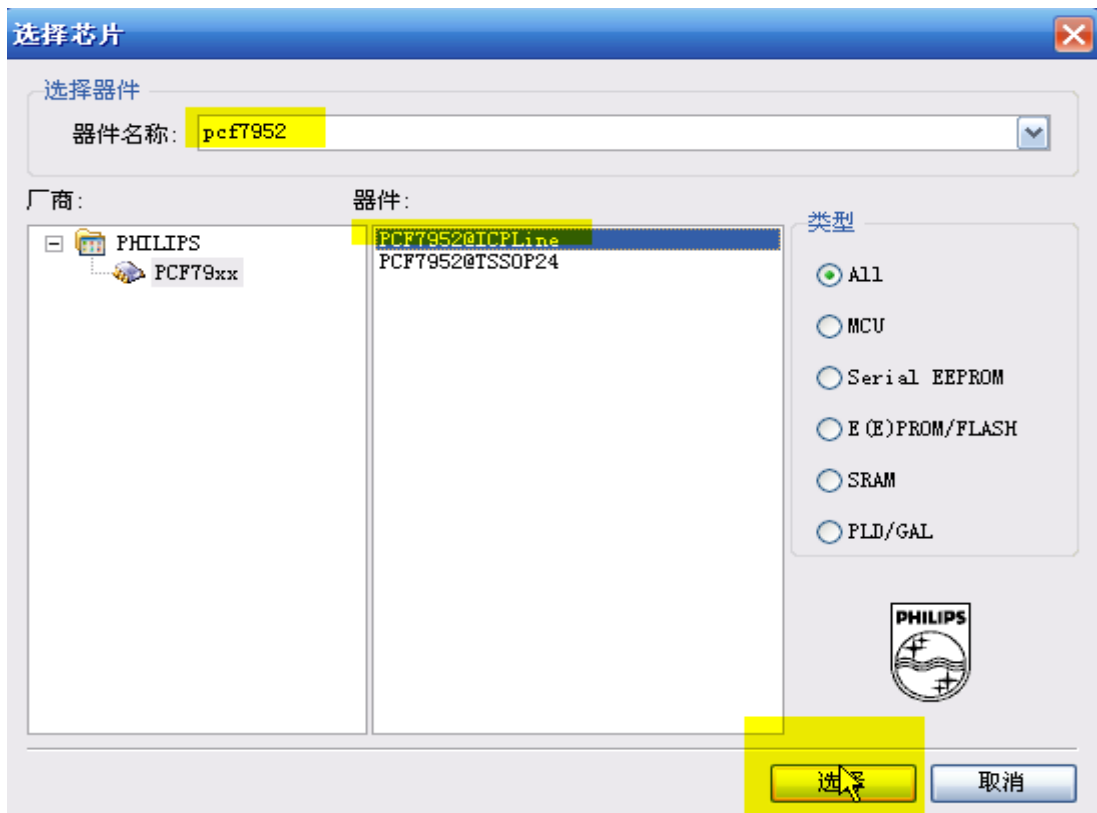 选择芯片
选择器件
器件名称: pcf7952
厂商:
器件:
类型
PHILIPS
PCF79xx
PCF7952@ICPLine
PCF7952@TSSOP24
All
MCU
Serial EEPROM
E(E)PROM/FLASH
SRAM
PLD/GAL
PHILIPS
选择
取消